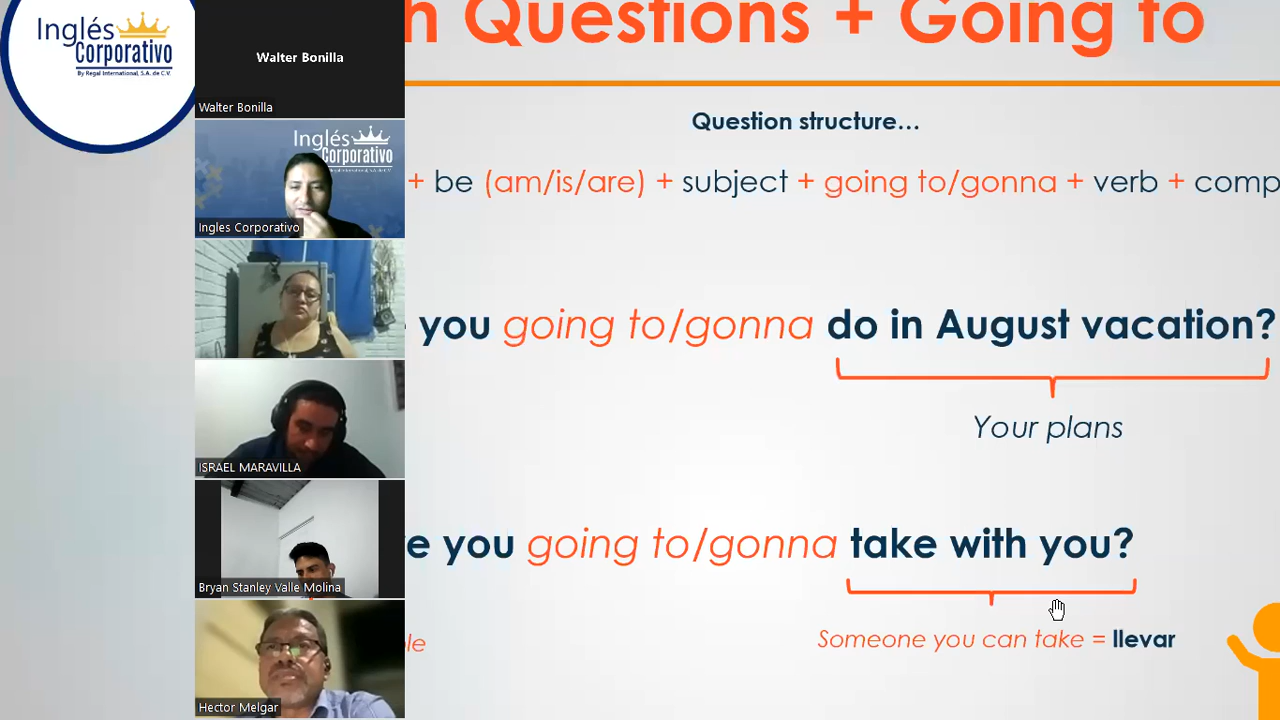 Inglés
Corporativo
By Regal International, S.A. de C.V.
Walter Bonilla
Walter Bonilla
Inglés
Corporativo
Ingles Corporativo
ISRAEL MARAVILLA
Bryan Stanley Valle Molina
Hector Melgar
h Questions + Going to
Question structure...
+ be (am/is/are) + subject + going to/gonna + verb + comp
you going to/gonna do in August vacation?
Your plans
e you going to/gonna take with you?
le
Someone you can take = llevar